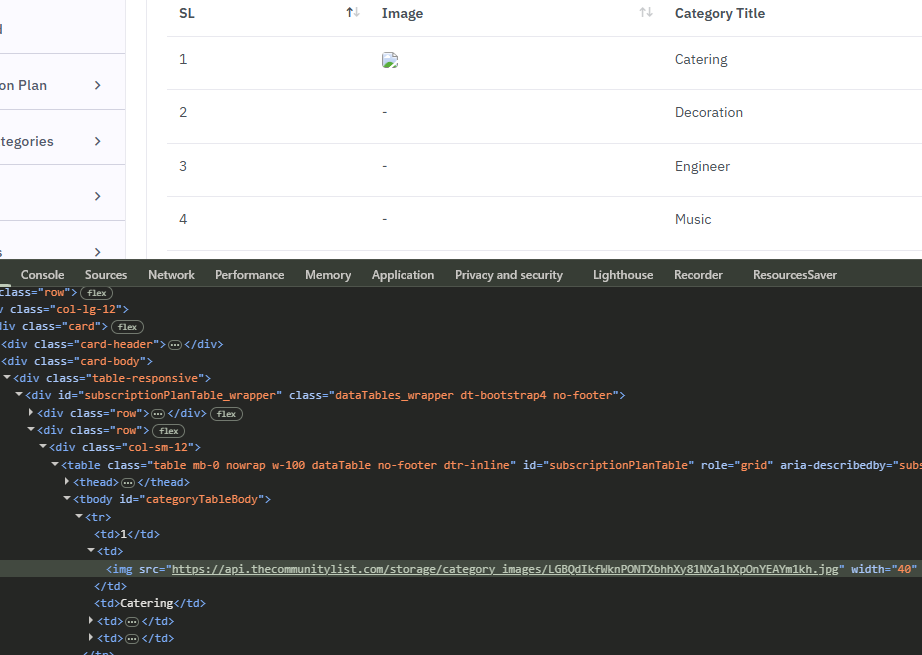 SL Image Category Title
1 Catering
on Plan
2 - Decoration
tegories
3 - Engineer
4 - Music
Console Sources Network Performance Memory Application Privacy and security Lighthouse Recorder ResourcesSaver
class="row"> flex
v class="col-lg-12">
div class="card"> flex
<div class="card-header"> … </div>
<div class="card-body">
<div class="table-responsive">
<div id="subscriptionPlanTable_wrapper" class="dataTables_wrapper dt-bootstrap4 no-footer">
<div class="row"> … </div> flex
<div class="row"> flex
<div class="col-sm-12">
<table class="table mb-0 nowrap w-100 dataTable no-footer dtr-inline" id="subscriptionPlanTable" role="grid" aria-describedby="subs
<thead> … </thead>
<tbody id="categoryTableBody">
<tr>
<td>1</td>
<td>
<img src="https://api.thecommunitylist.com/storage/category_images/LGBQdIkfWknPONTXbhhXy81NXa1hXpOnYEAYm1kh.jpg" width="40"
</td>
<td>Catering</td>
<td> … </td>
<td> … </td>
</tr>